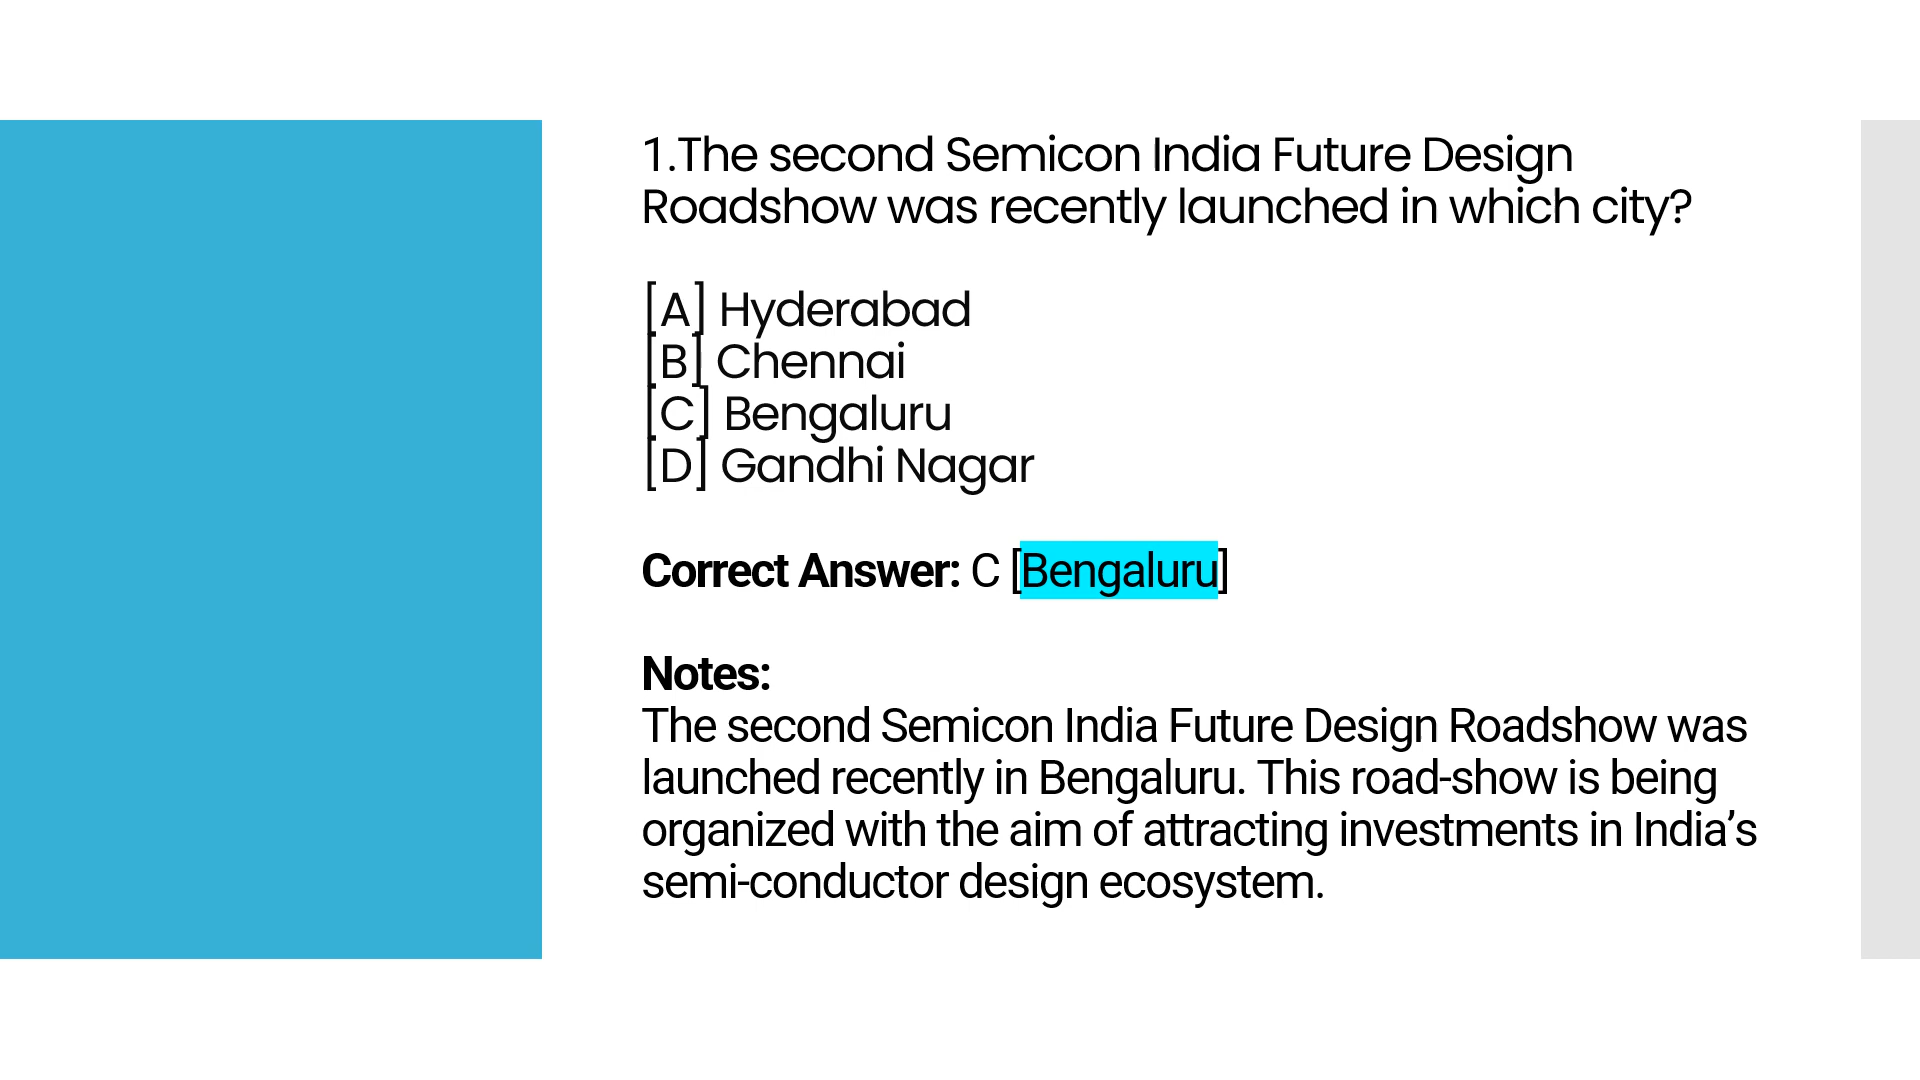 1.The second Semicon India Future Design
Roadshow was recently launched in which city?
[A] Hyderabad
[B] Chennai
[C] Bengaluru
[D] Gandhi Nagar
Correct Answer: C [Bengaluru]
Notes:
The second Semicon India Future Design Roadshow was
launched recently in Bengaluru. This road-show is being
organized with the aim of attracting investments in India’s
semi-conductor design ecosystem.